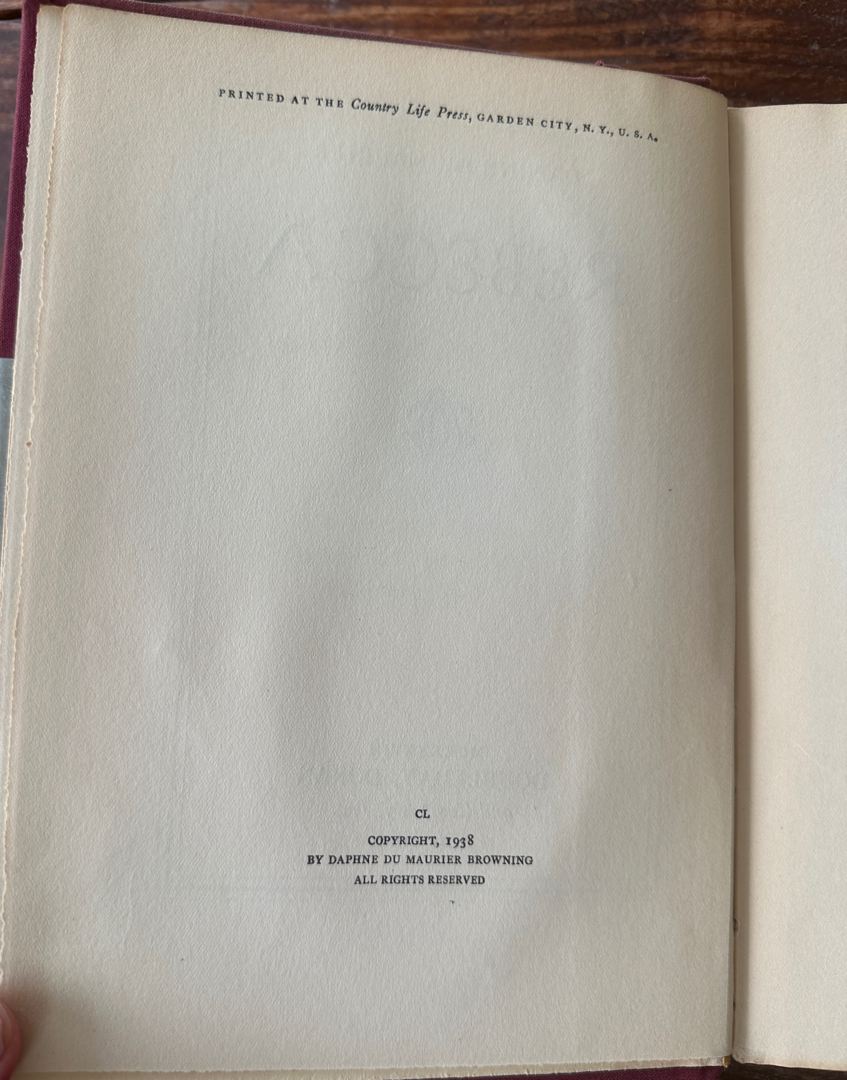 PRINTED AT THE Country Life Press, GARDEN CITY, N. Y., U. S. A.
CL
COPYRIGHT, 1938
BY DAPHNE DU MAURIER BROWNING
ALL RIGHTS RESERVED